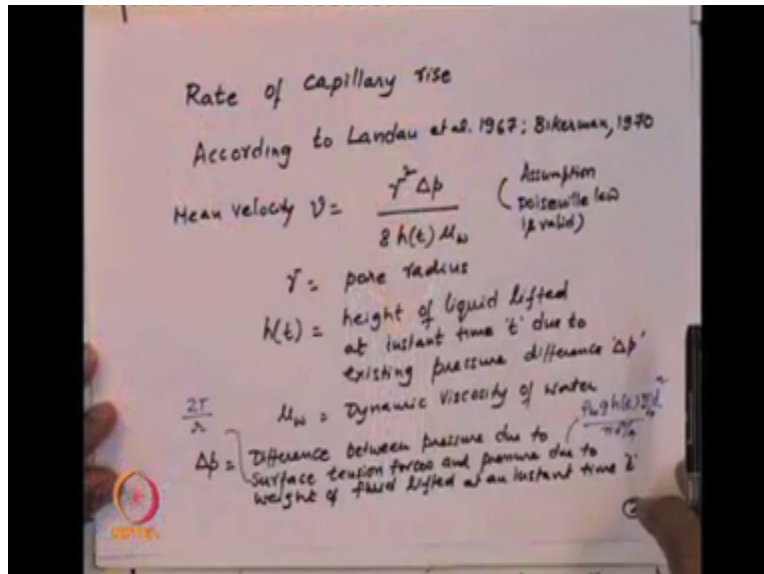 Rate of capillary rise
According to Landau et al. 1967; Bikerman, 1970
Mean velocity v = r² Δp / 8 h(t) μw (Assumption poiseuille law is valid)
r = pore radius
h(t) = height of liquid lifted
at instant time 't' due to
existing pressure difference 'Δp'
μw = Dynamic viscosity of water
2T/r
Δp = Difference between pressure due to
surface tension forces and pressure due to
weight of fluid lifted at an instant time 't'
NPTEL
2